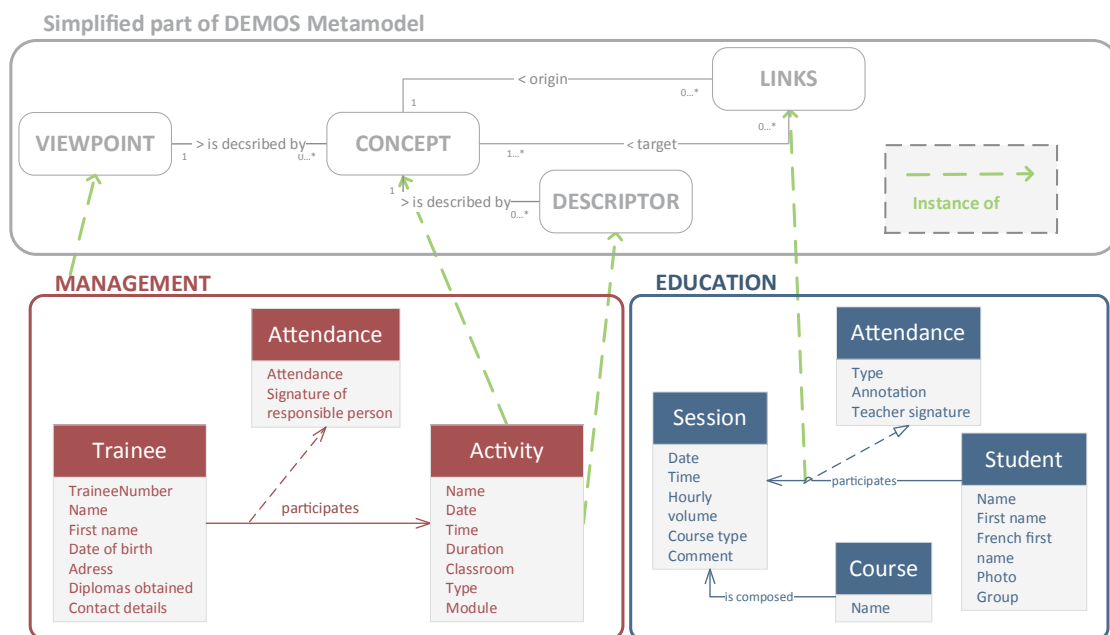 Simplified part of DEMOS Metamodel
< origin
LINKS
1
0...*
0...*
VIEWPOINT
> is decsribed by
CONCEPT
< target
1
0...*
1...*
1
> is described by
DESCRIPTOR
0...*
Instance of
MANAGEMENT
Attendance
Attendance
Signature of
responsible person
Trainee
TraineeNumber
Name
First name
Date of birth
Adress
Diplomas obtained
Contact details
participates
Activity
Name
Date
Time
Duration
Classroom
Type
Module
EDUCATION
Attendance
Type
Annotation
Teacher signature
Session
Date
Time
Hourly
volume
Course type
Comment
participates
Student
Name
First name
French first
name
Photo
Group
is composed
Course
Name